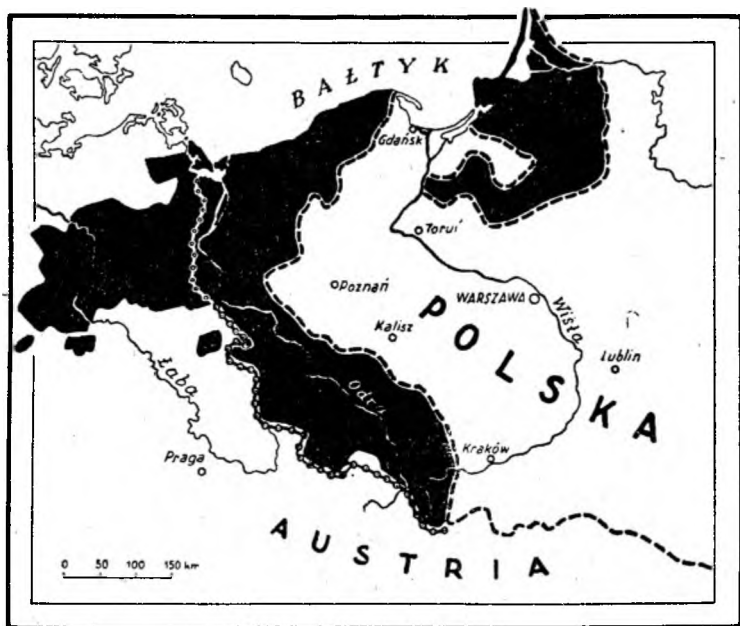 BAŁTYK
Gdańsk
Toruń
Poznań
WARSZAWA
Wisła
POLSKA
Kalisz
Lublin
Łaba
Odra
Kraków
Praga
AUSTRIA
0 50 100 150 km